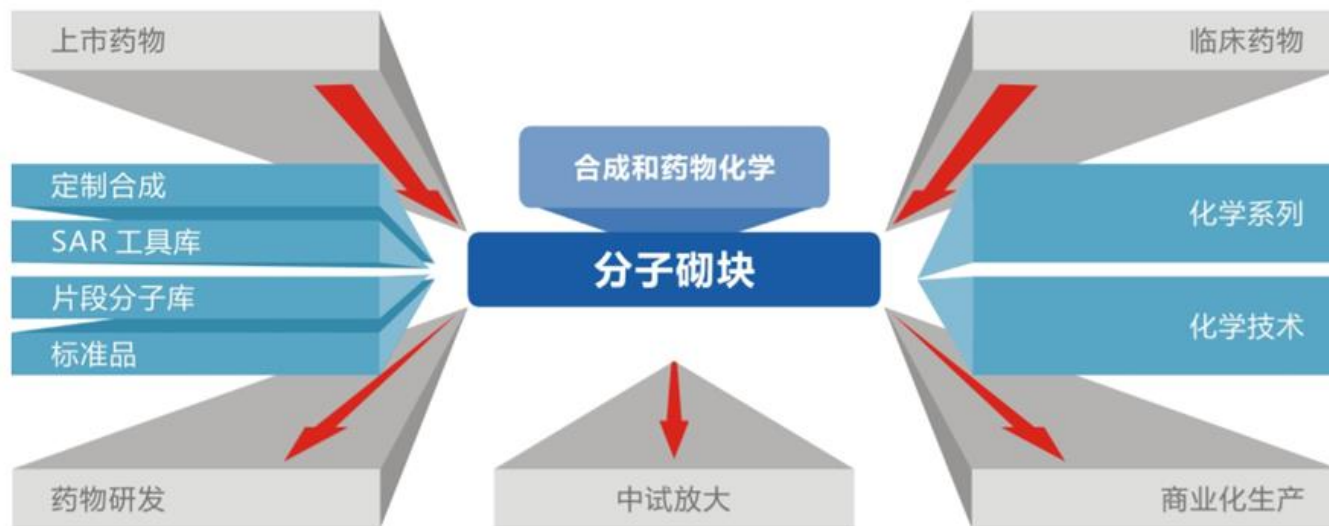 上市药物
临床药物
合成和药物化学
定制合成
SAR 工具库
片段分子库
标准品
分子砌块
化学系列
化学技术
药物研发
中试放大
商业化生产